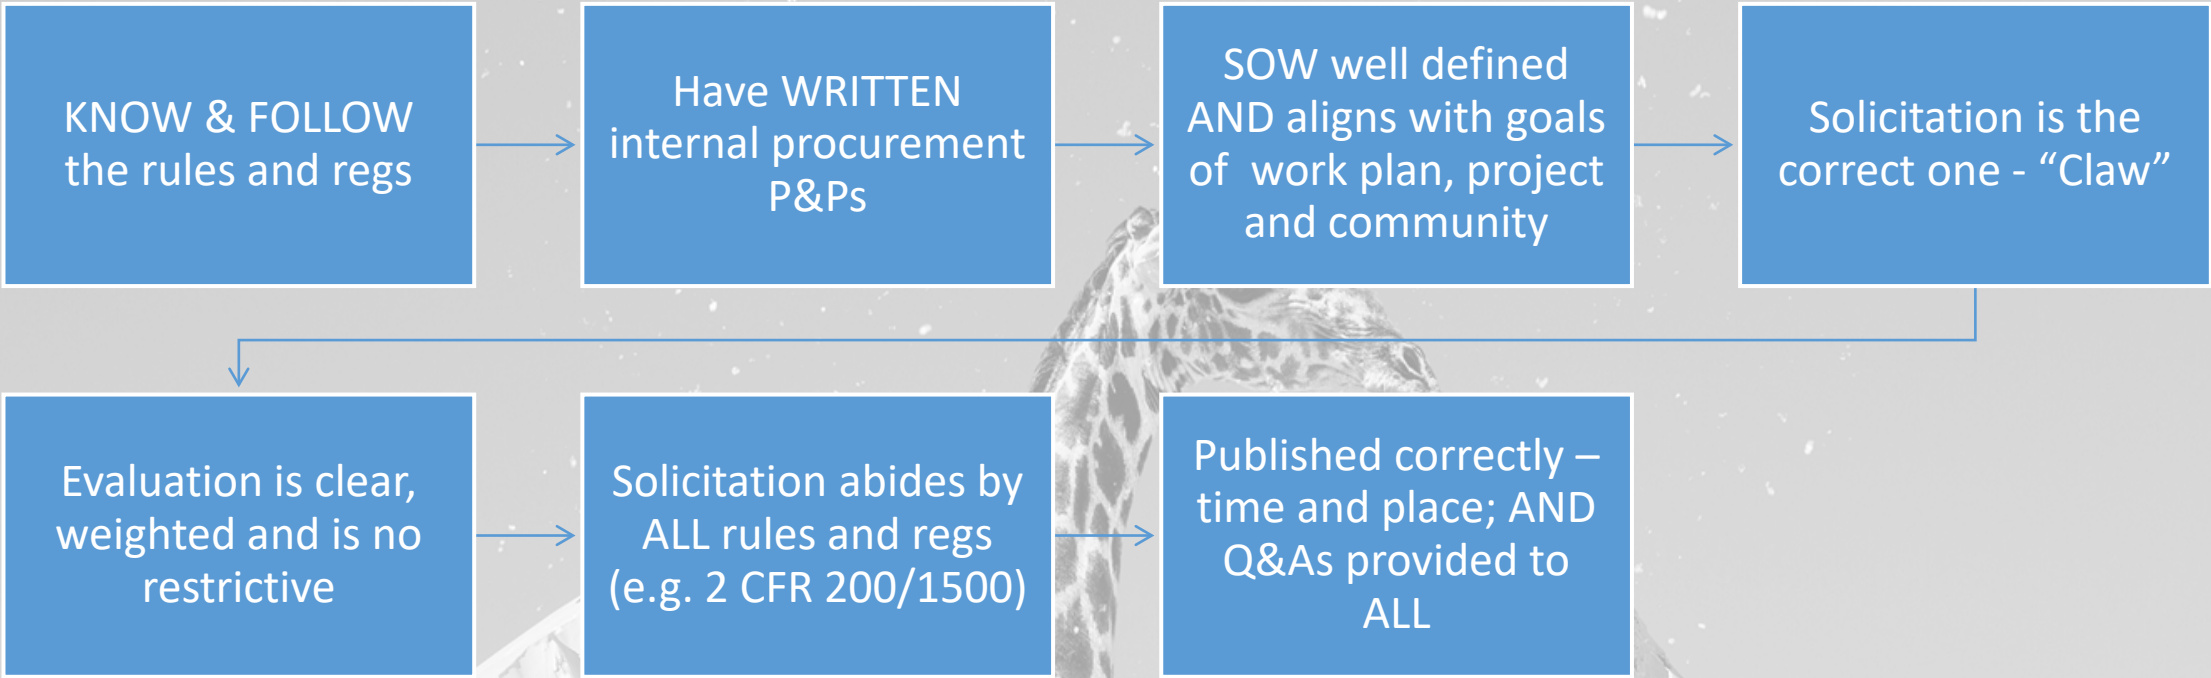 KNOW & FOLLOW
the rules and regs
Have WRITTEN
internal procurement
P&Ps
SOW well defined
AND aligns with goals
of  work plan, project
and community
Solicitation is the
correct one - “Claw”
Evaluation is clear,
weighted and is no
restrictive
Solicitation abides by
ALL rules and regs
(e.g. 2 CFR 200/1500)
Published correctly –
time and place; AND
Q&As provided to
ALL